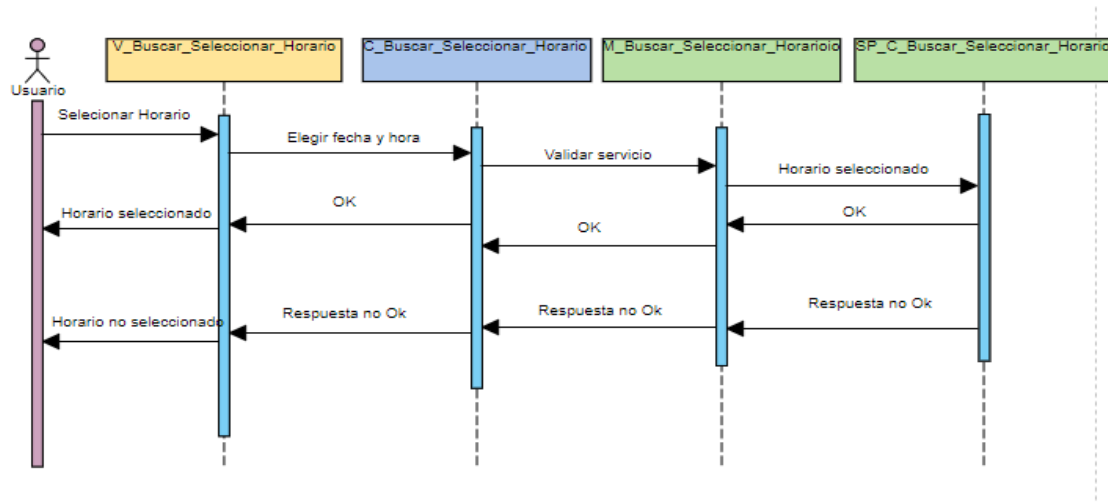 V_Buscar_Seleccionar_Horario
C_Buscar_Seleccionar_Horario
M_Buscar_Seleccionar_Horarioio
SP_C_Buscar_Seleccionar_Horario
Usuario
Selecionar Horario
Elegir fecha y hora
Validar servicio
Horario seleccionado
Horario seleccionado
OK
OK
OK
Horario no seleccionado
Respuesta no Ok
Respuesta no Ok
Respuesta no Ok